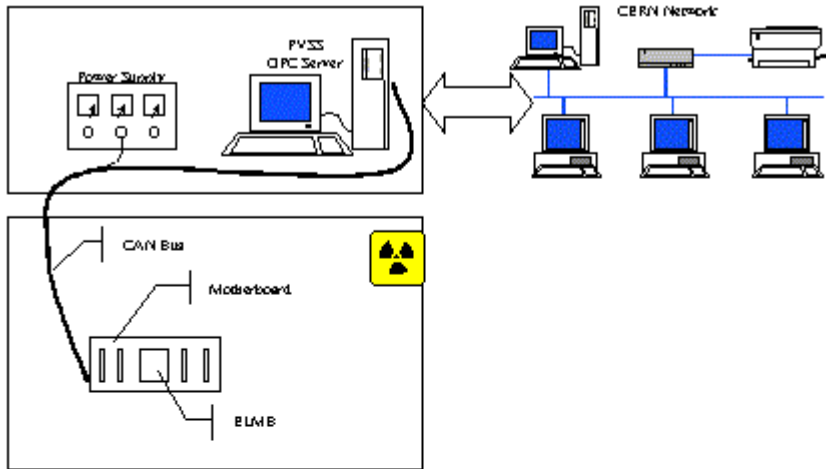 CERN Network
PVSS
OPC Server
Power Supply
CAN Bus
Motherboard
ELMB